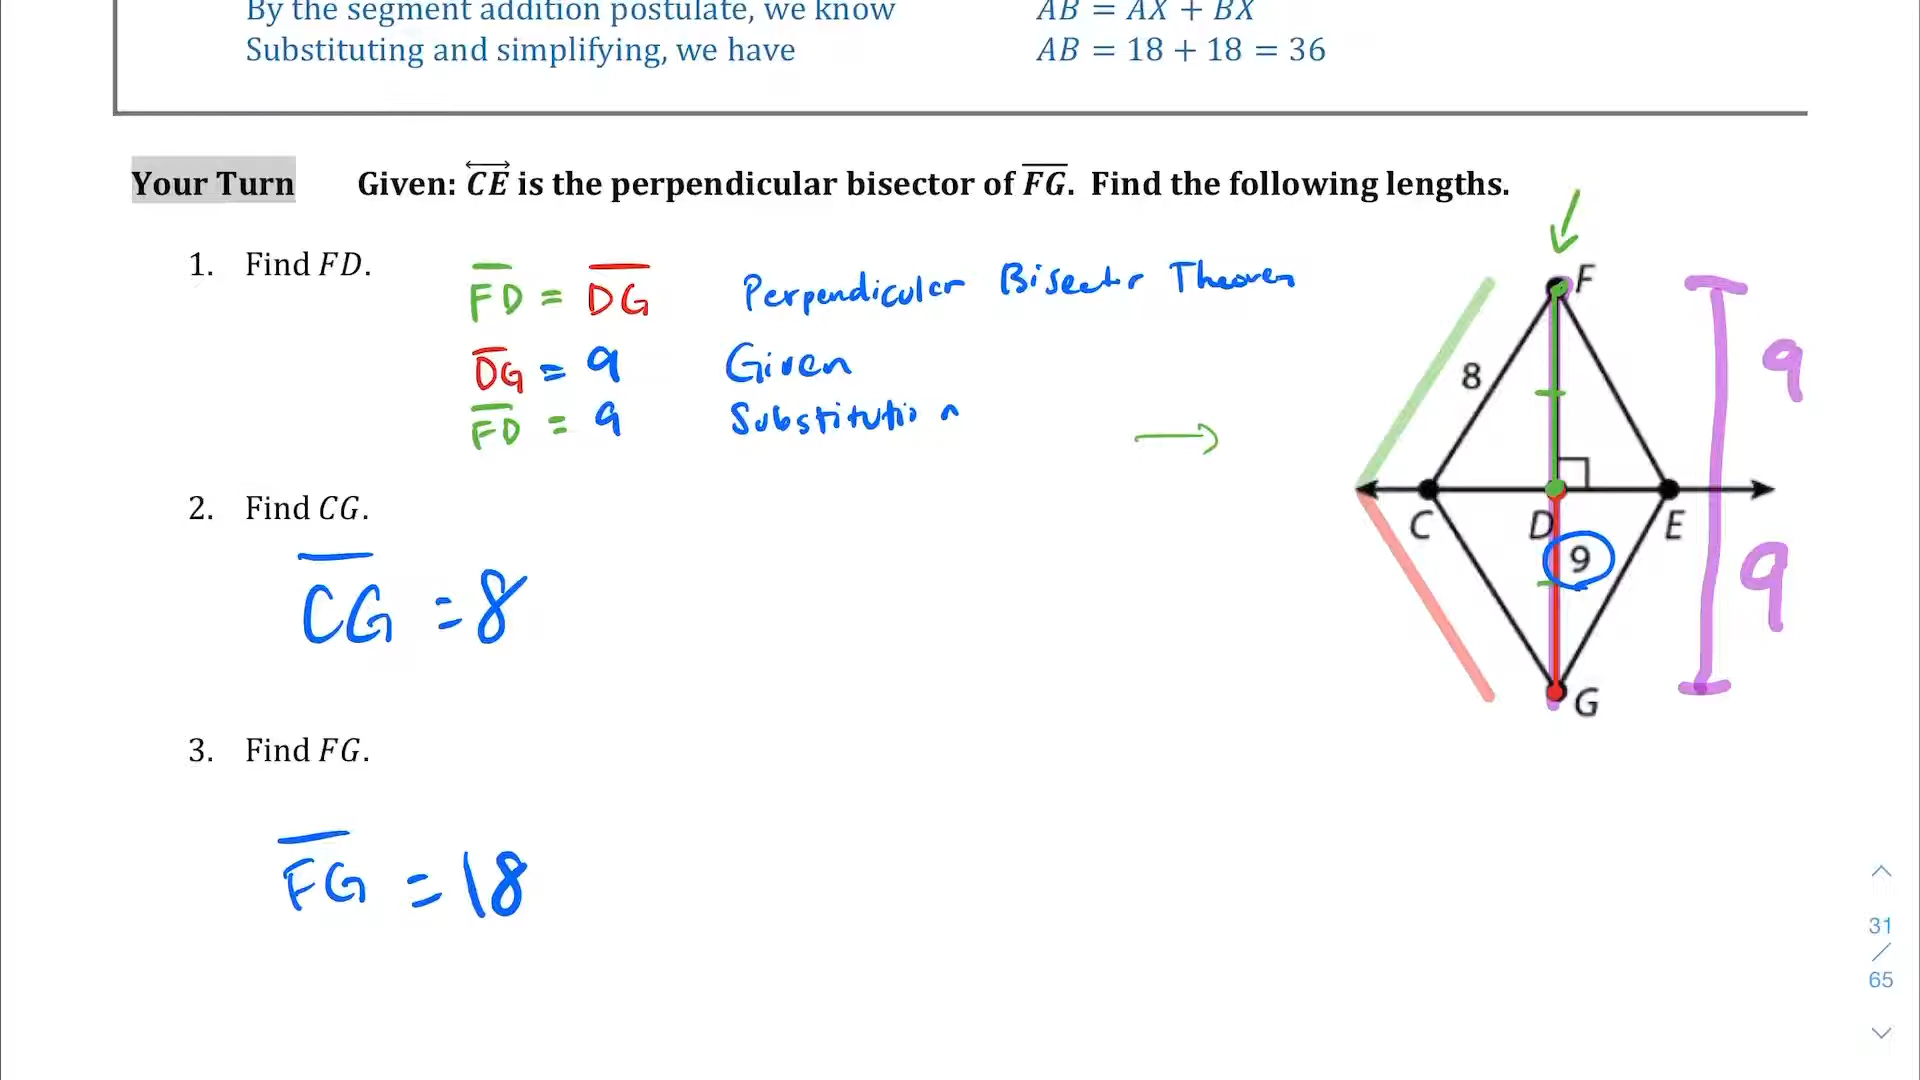 By the segment addition postulate, we know AB = AX + BX
Substituting and simplifying, we have AB = 18 + 18 = 36
Your Turn Given: CE is the perpendicular bisector of FG. Find the following lengths.
1. Find FD.
FD = DG Perpendicular Bisector Theorem
DG = 9 Given
FD = 9 Substitution
2. Find CG.
CG = 8
3. Find FG.
FG = 18
F
8
9
C
D
E
9
9
G
31
/
65